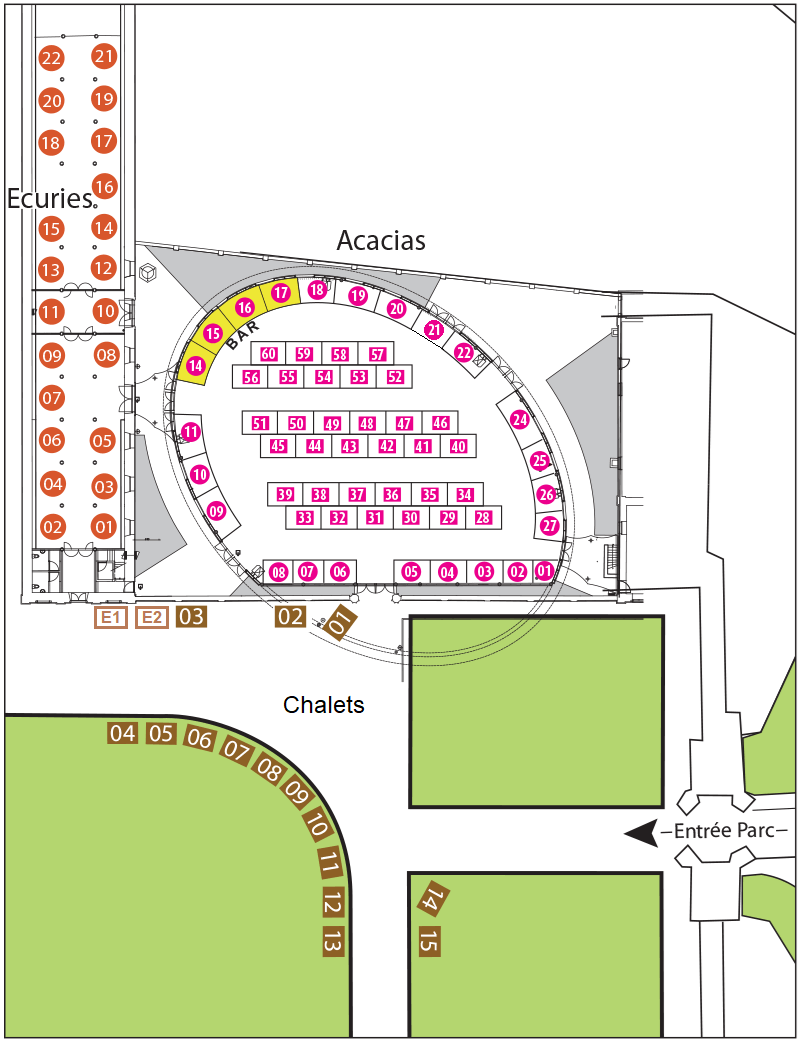 22 21
20 19
18 17
16
Ecuries
15 14
13 12
11 10
09 08
07
06 05
04 03
02 01
Acacias
14 15 16 17 18 19 20 21 22
BAR
60 59 58 57
56 55 54 53 52
51 50 49 48 47 46
45 44 43 42 41 40
39 38 37 36 35 34
33 32 31 30 29 28
11
10
09
24
25
26
27
08 07 06 05 04 03 02 01
E1 E2 03 02 01
Chalets
04 05 06 07 08 09 10 11 12 13
Entrée Parc
14
15